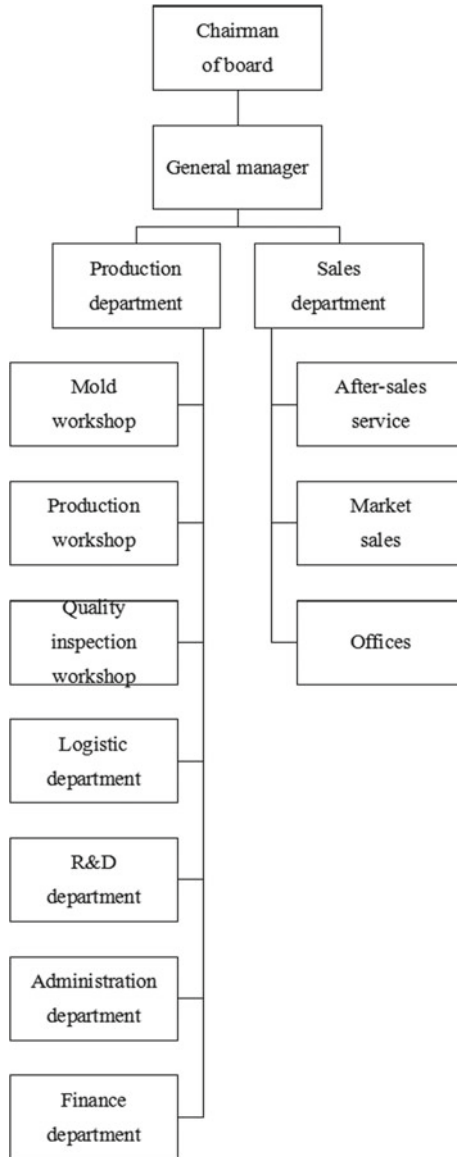 Chairman
of board
General manager
Production
department
Sales
department
Mold
workshop
After-sales
service
Production
workshop
Market
sales
Quality
inspection
workshop
Offices
Logistic
department
R&D
department
Administration
department
Finance
department